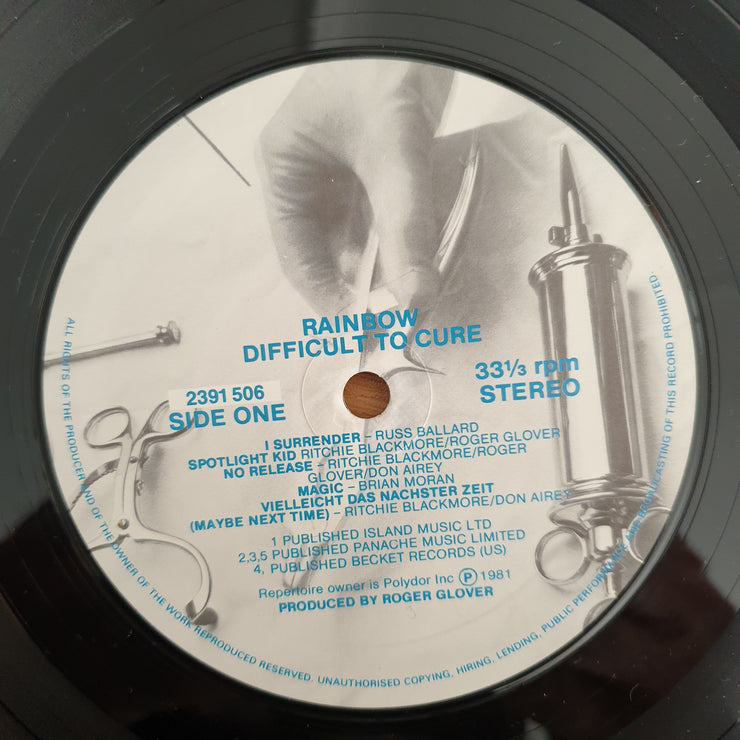 RAINBOW
DIFFICULT TO CURE
33⅓ rpm
STEREO
2391 506
SIDE ONE
I SURRENDER – RUSS BALLARD
SPOTLIGHT KID RITCHIE BLACKMORE/ROGER GLOVER
NO RELEASE – RITCHIE BLACKMORE/ROGER
GLOVER/DON AIREY
MAGIC – BRIAN MORAN
VIELLEICHT DAS NACHSTER ZEIT
(MAYBE NEXT TIME) – RITCHIE BLACKMORE/DON AIREY
1 PUBLISHED ISLAND MUSIC LTD
2,3,5 PUBLISHED PANACHE MUSIC LIMITED
4, PUBLISHED BECKET RECORDS (US)
Repertoire owner is Polydor Inc Ⓟ 1981
PRODUCED BY ROGER GLOVER
ALL RIGHTS OF THE PRODUCER AND OF THE OWNER OF THE WORK REPRODUCED RESERVED. UNAUTHORISED COPYING, HIRING, LENDING, PUBLIC PERFORMANCE AND BROADCASTING OF THIS RECORD PROHIBITED.